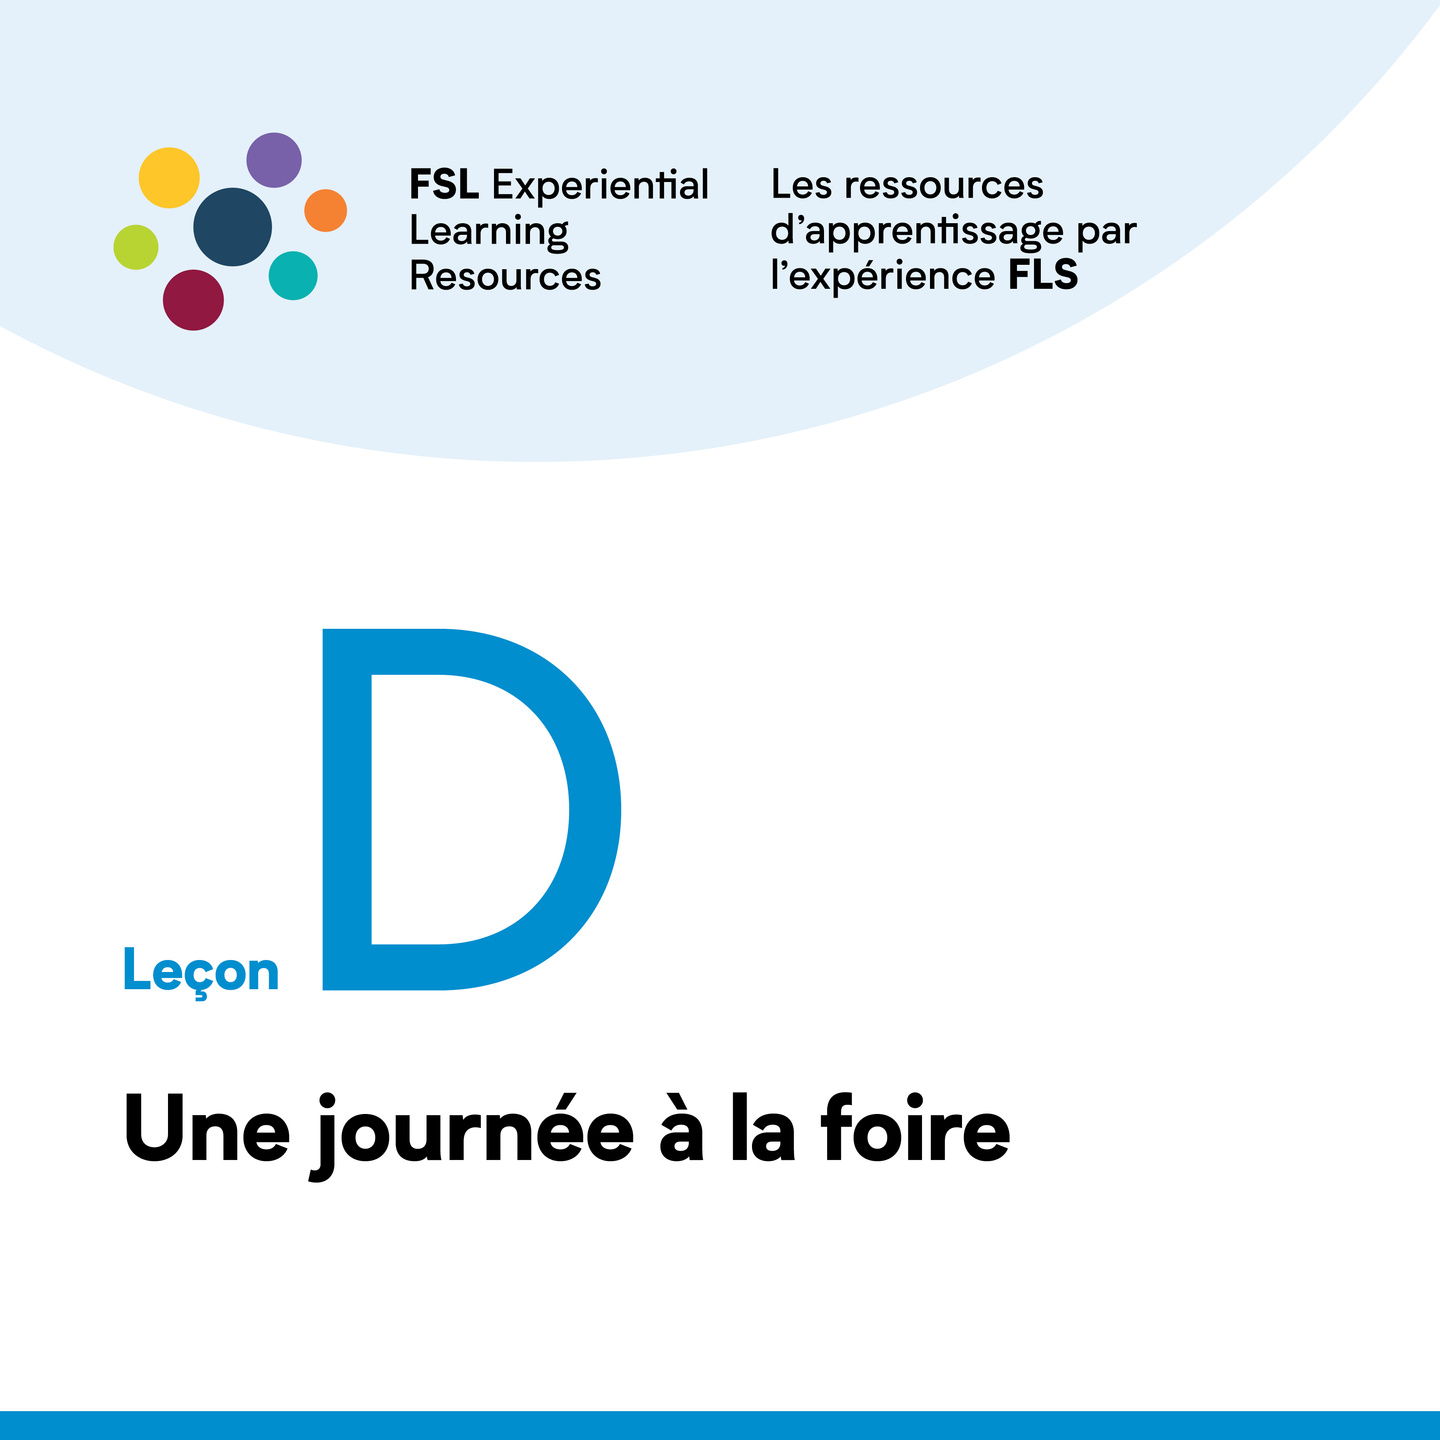 FSL Experiential
Learning
Resources
Les ressources
d’apprentissage par
l’expérience FLS
Leçon D
Une journée à la foire